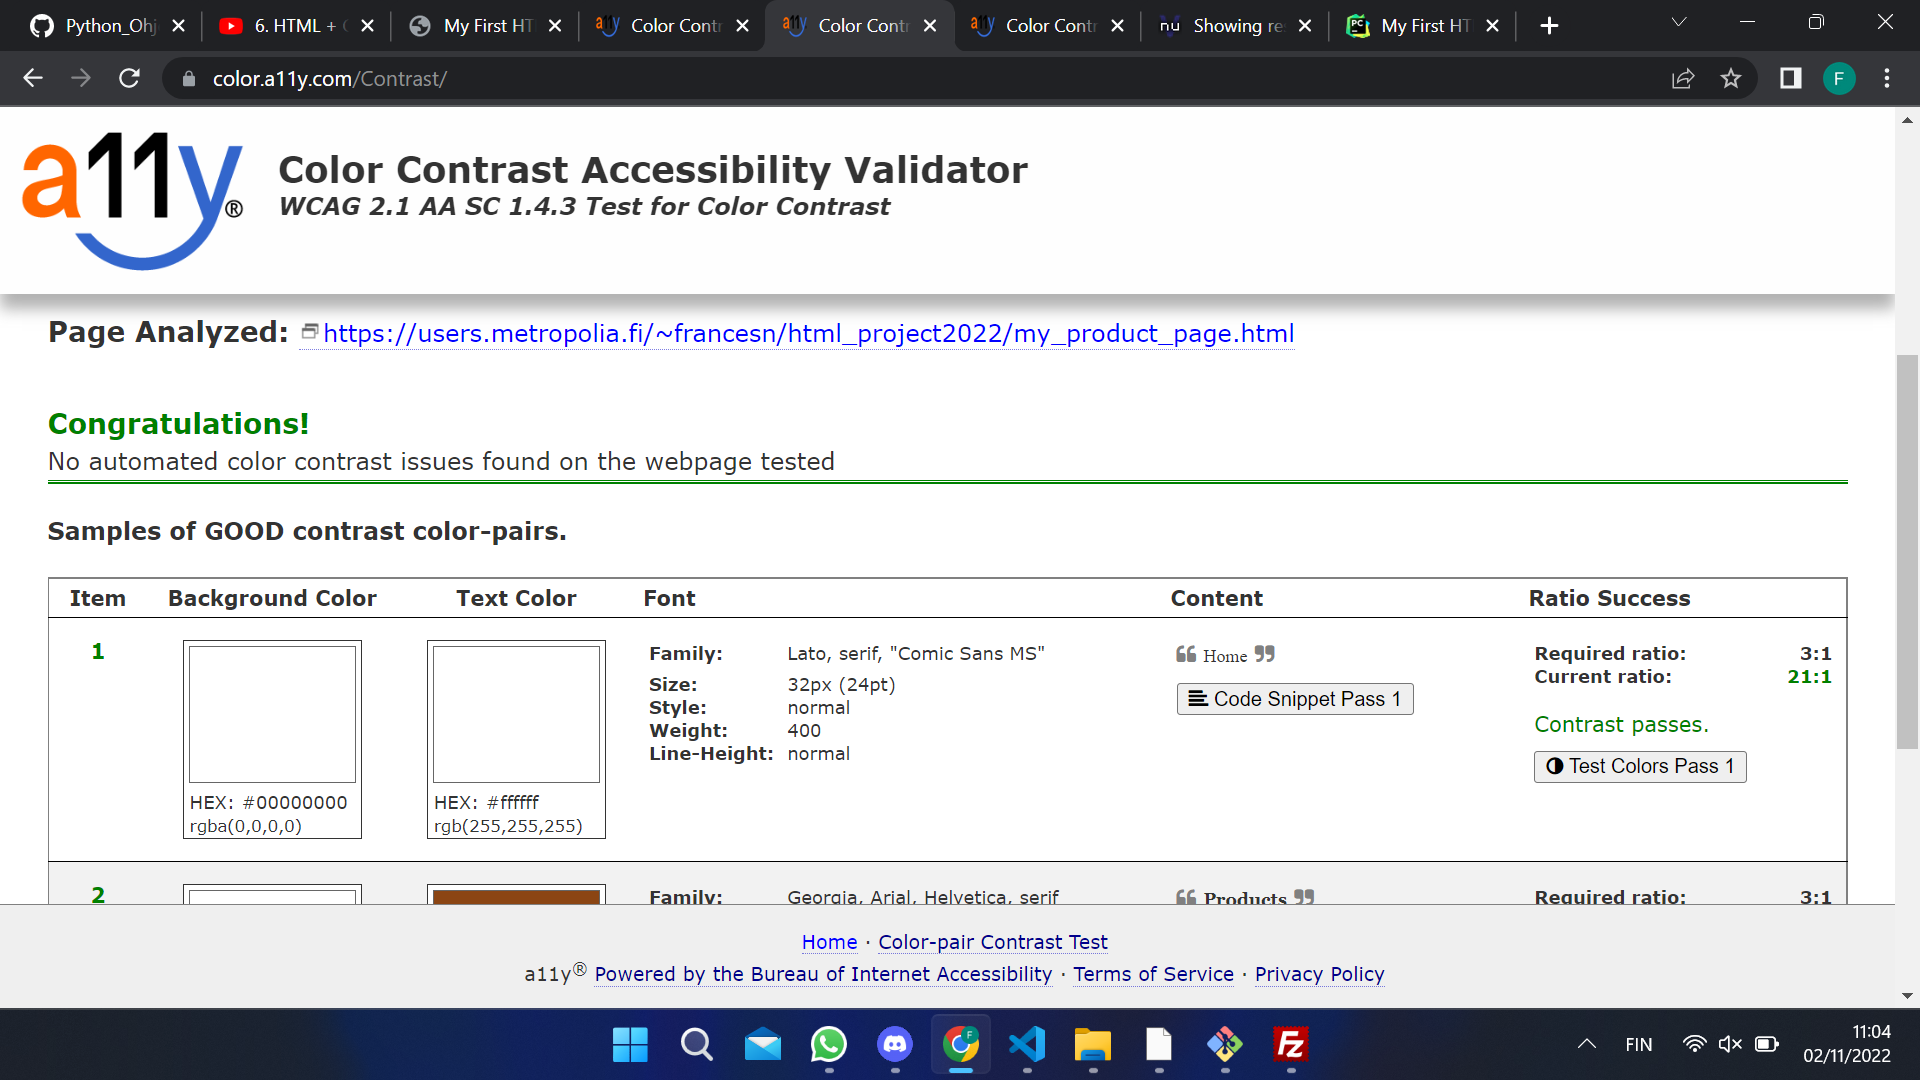 Python_Ohj
6. HTML +
My First HT
Color Contr
Color Contr
Color Contr
Showing re
My First HT
color.a11y.com/Contrast/
F
a11y®
Color Contrast Accessibility Validator
WCAG 2.1 AA SC 1.4.3 Test for Color Contrast
Page Analyzed: https://users.metropolia.fi/~francesn/html_project2022/my_product_page.html
Congratulations!
No automated color contrast issues found on the webpage tested
Samples of GOOD contrast color-pairs.
Item Background Color Text Color Font Content Ratio Success
1
HEX: #00000000
rgba(0,0,0,0)
HEX: #ffffff
rgb(255,255,255)
Family: Lato, serif, "Comic Sans MS"
Size: 32px (24pt)
Style: normal
Weight: 400
Line-Height: normal
❝ Home ❞
Code Snippet Pass 1
Required ratio: 3:1
Current ratio: 21:1
Contrast passes.
Test Colors Pass 1
2
Family: Georgia, Arial, Helvetica, serif
❝ Products ❞
Required ratio: 3:1
Home · Color-pair Contrast Test
a11y® Powered by the Bureau of Internet Accessibility · Terms of Service · Privacy Policy
FIN
11:04
02/11/2022